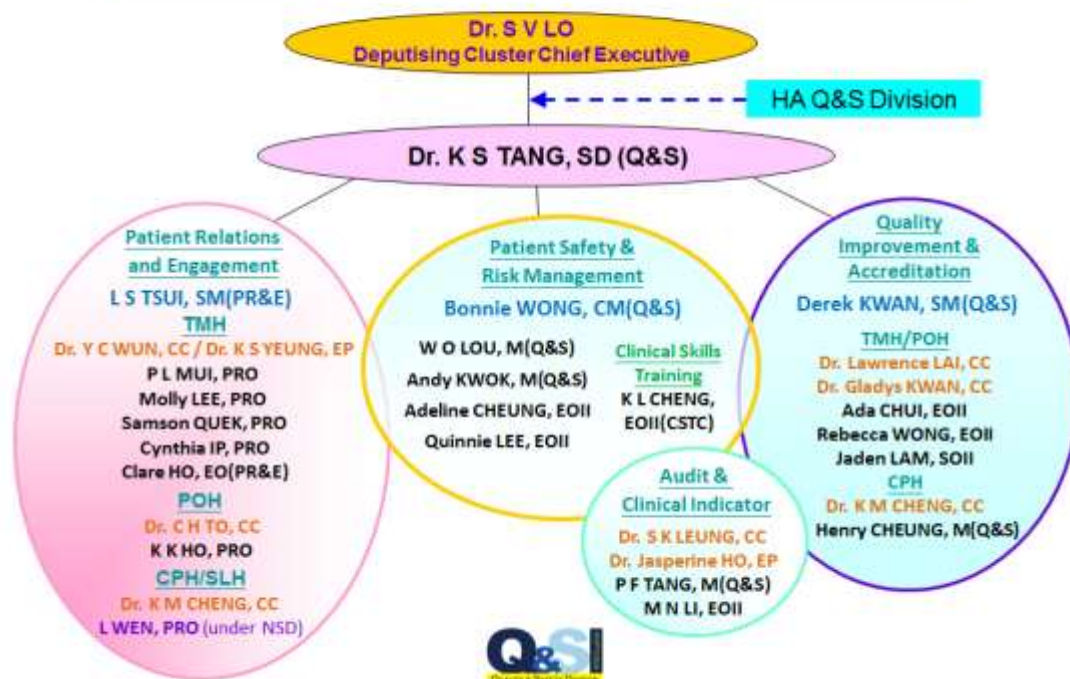 Dr. S V LO
Deputising Cluster Chief Executive
HA Q&S Division
Dr. K S TANG, SD (Q&S)
Patient Relations
and Engagement
L S TSUI, SM(PR&E)
TMH
Dr. Y C WUN, CC / Dr. K S YEUNG, EP
P L MUI, PRO
Molly LEE, PRO
Samson QUEK, PRO
Cynthia IP, PRO
Clare HO, EO(PR&E)
POH
Dr. C H TO, CC
K K HO, PRO
CPH/SLH
Dr. K M CHENG, CC
L WEN, PRO (under NSD)
Patient Safety &
Risk Management
Bonnie WONG, CM(Q&S)
W O LOU, M(Q&S)
Andy KWOK, M(Q&S)
Adeline CHEUNG, EOII
Quinnie LEE, EOII
Clinical Skills
Training
K L CHENG,
EOII(CSTC)
Audit &
Clinical Indicator
Dr. S K LEUNG, CC
Dr. Jasperine HO, EP
P F TANG, M(Q&S)
M N LI, EOII
Quality
Improvement &
Accreditation
Derek KWAN, SM(Q&S)
TMH/POH
Dr. Lawrence LAI, CC
Dr. Gladys KWAN, CC
Ada CHUI, EOII
Rebecca WONG, EOII
Jaden LAM, SOII
CPH
Dr. K M CHENG, CC
Henry CHEUNG, M(Q&S)
Q&SI